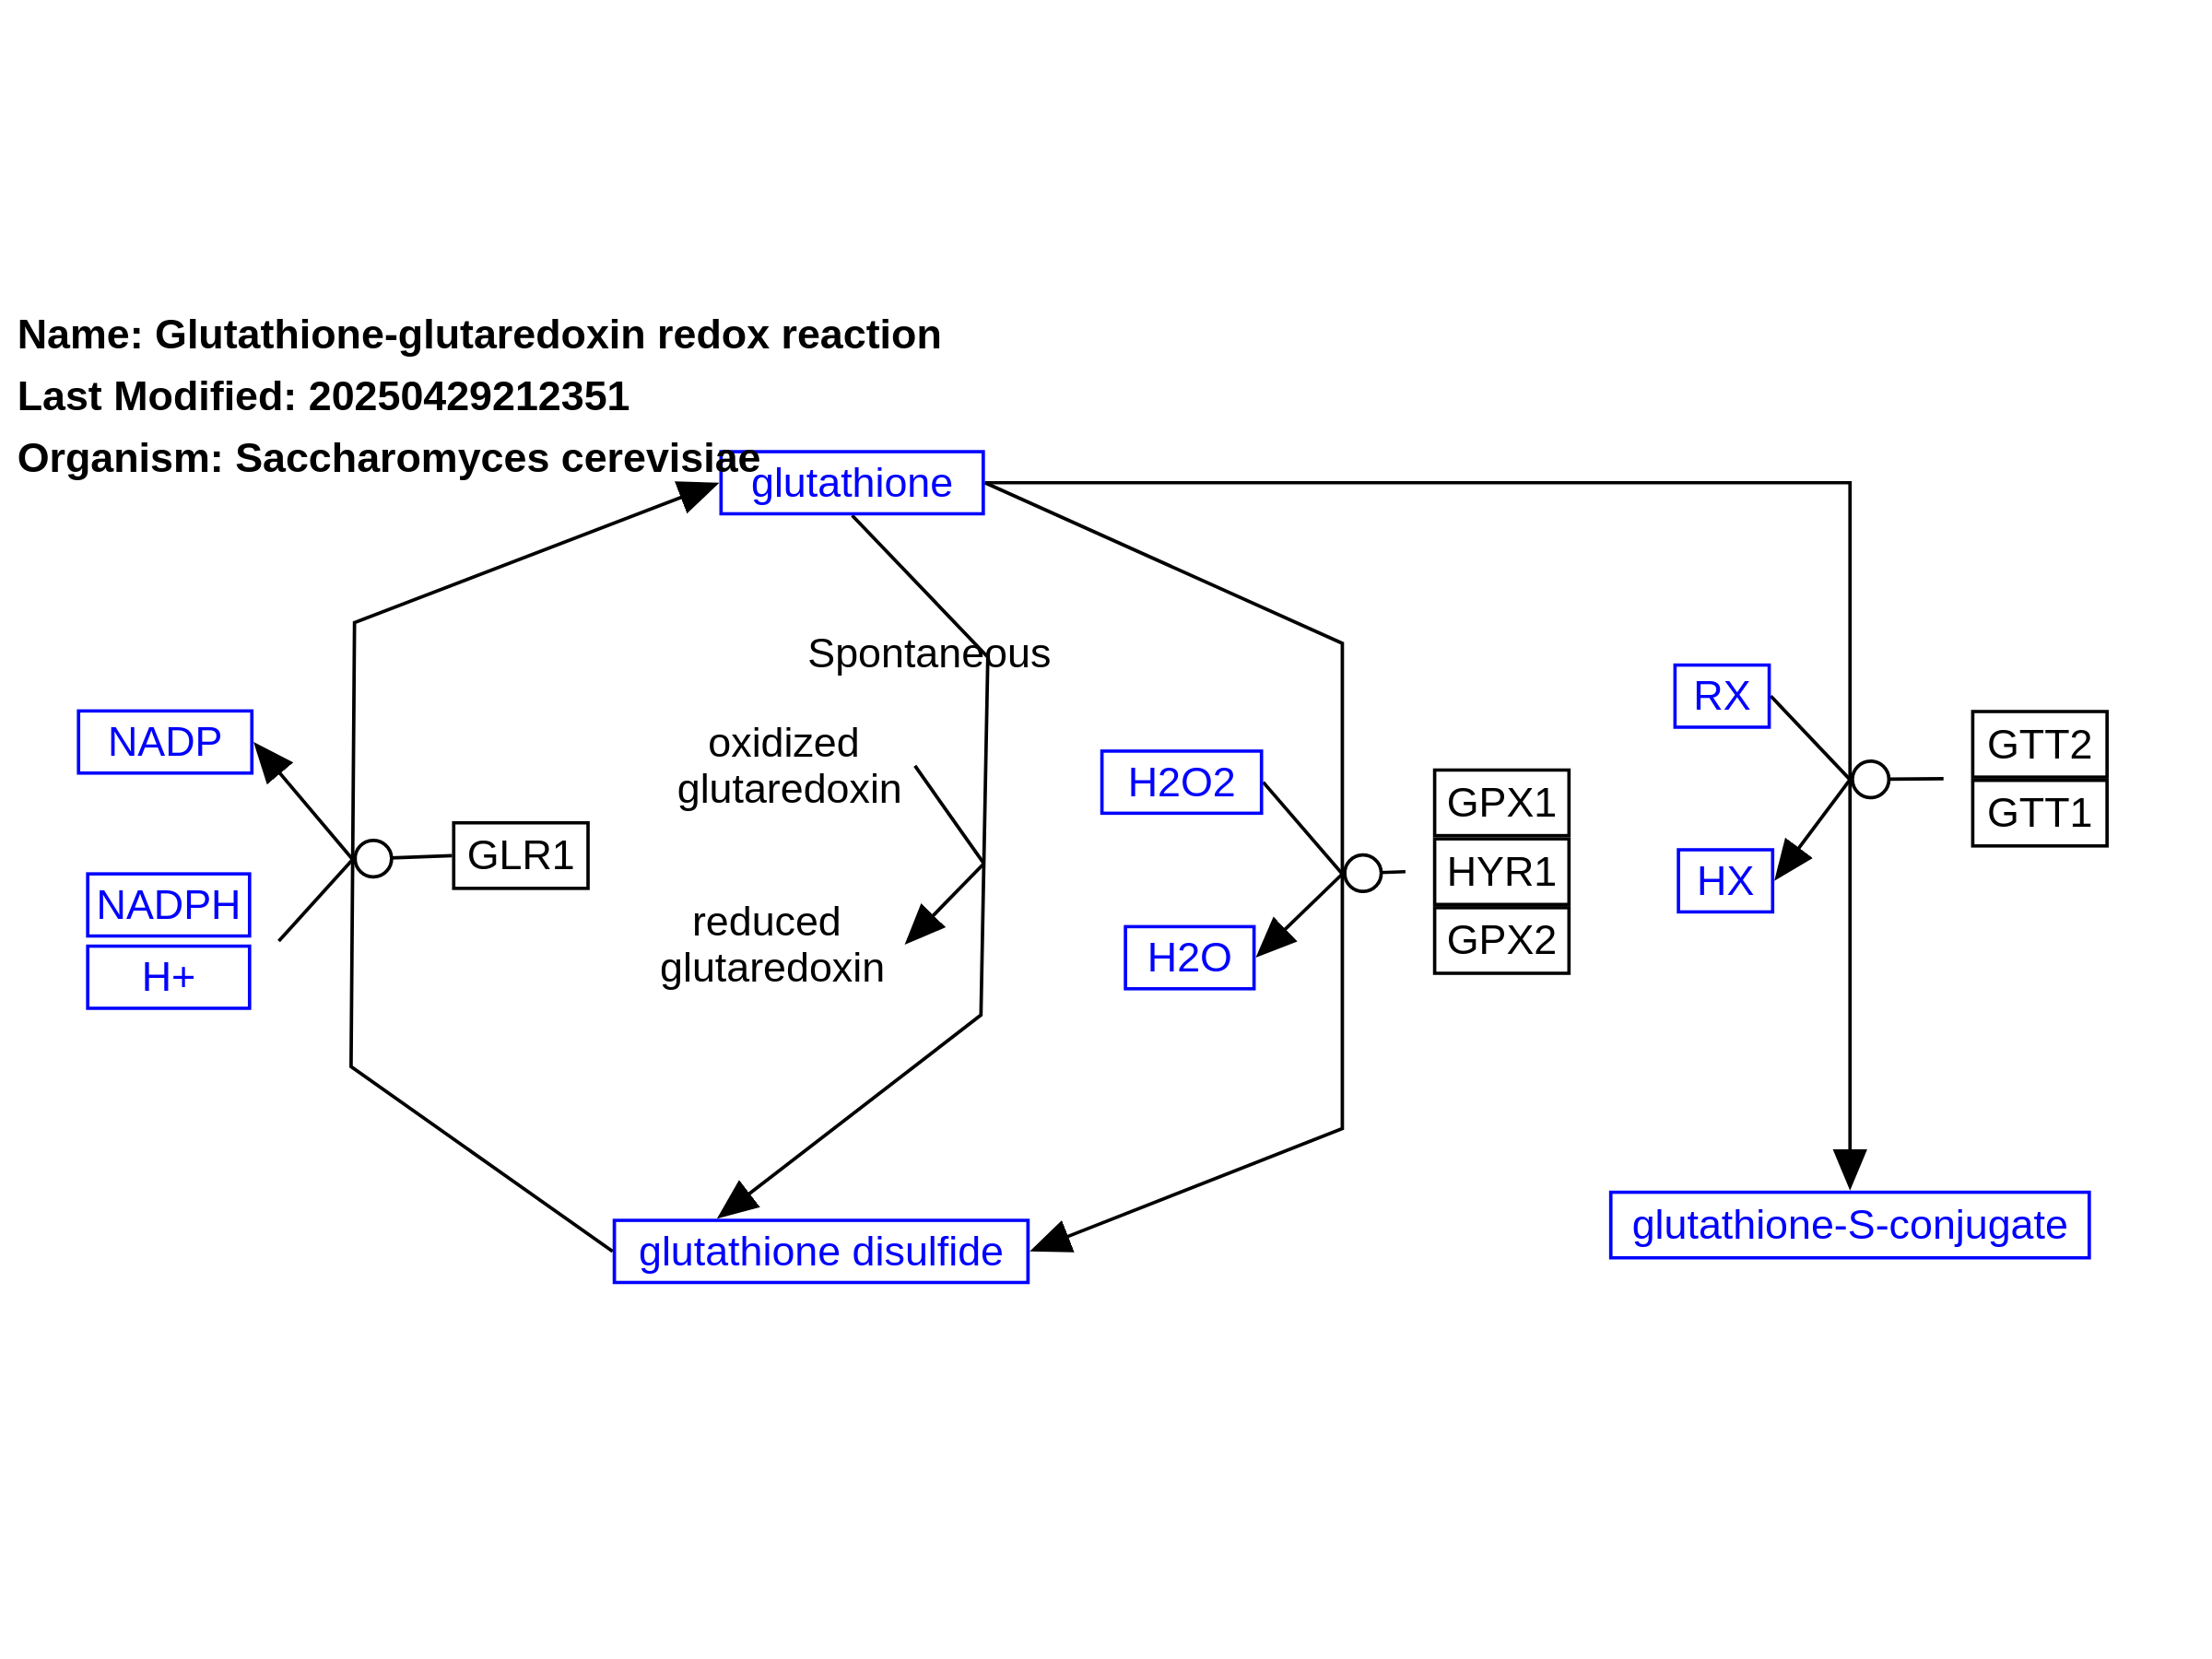 Name: Glutathione-glutaredoxin redox reaction
Last Modified: 20250429212351
Organism: Saccharomyces cerevisiae
glutathione
Spontaneous
RX
NADP
oxidized
glutaredoxin
GTT2
H2O2
GPX1
GTT1
GLR1
HYR1
HX
NADPH
reduced
glutaredoxin
GPX2
H2O
H+
glutathione-S-conjugate
glutathione disulfide